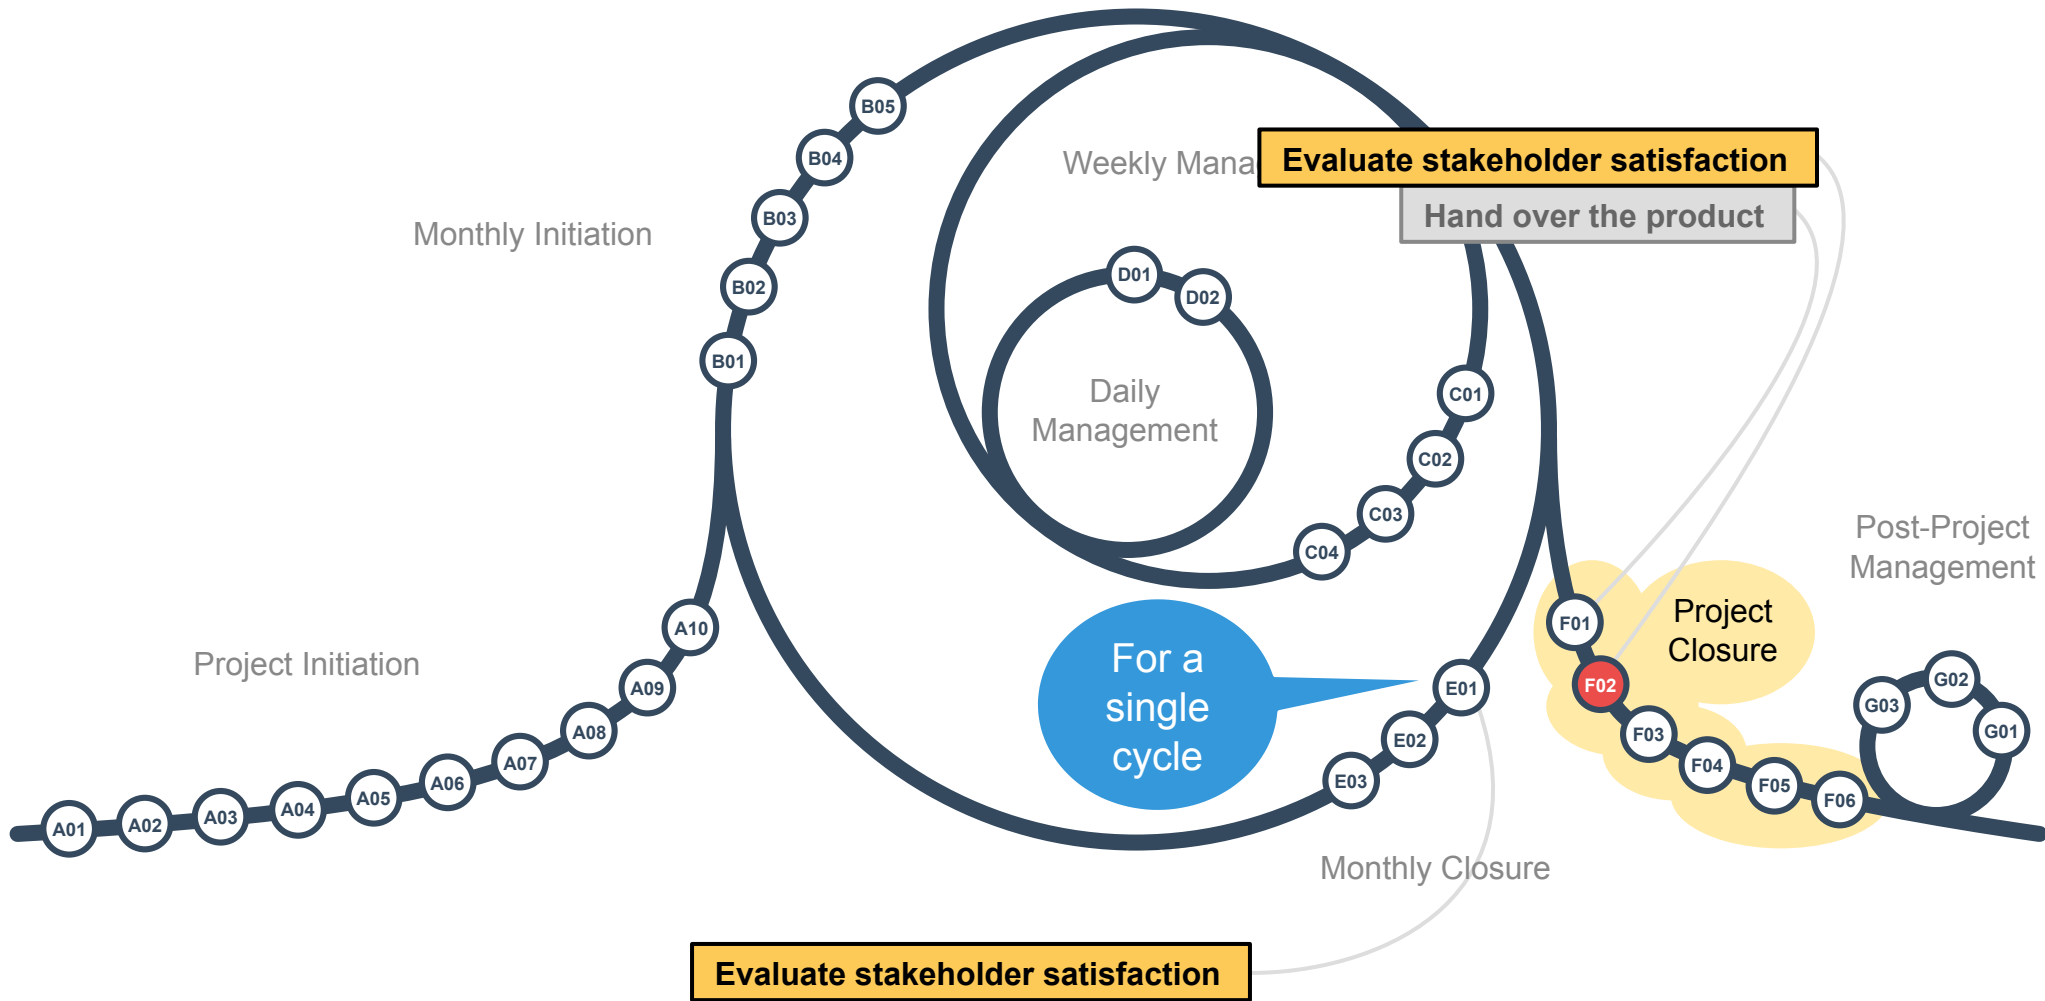 B05
B04
B03
B02
B01
Monthly Initiation
Weekly Mana
Evaluate stakeholder satisfaction
Hand over the product
D01
D02
Daily
Management
C01
C02
C03
C04
Post-Project
Management
Project Initiation
A01
A02
A03
A04
A05
A06
A07
A08
A09
A10
For a
single
cycle
E01
E02
E03
Monthly Closure
Project
Closure
F01
F02
F03
F04
F05
F06
G03
G02
G01
Evaluate stakeholder satisfaction